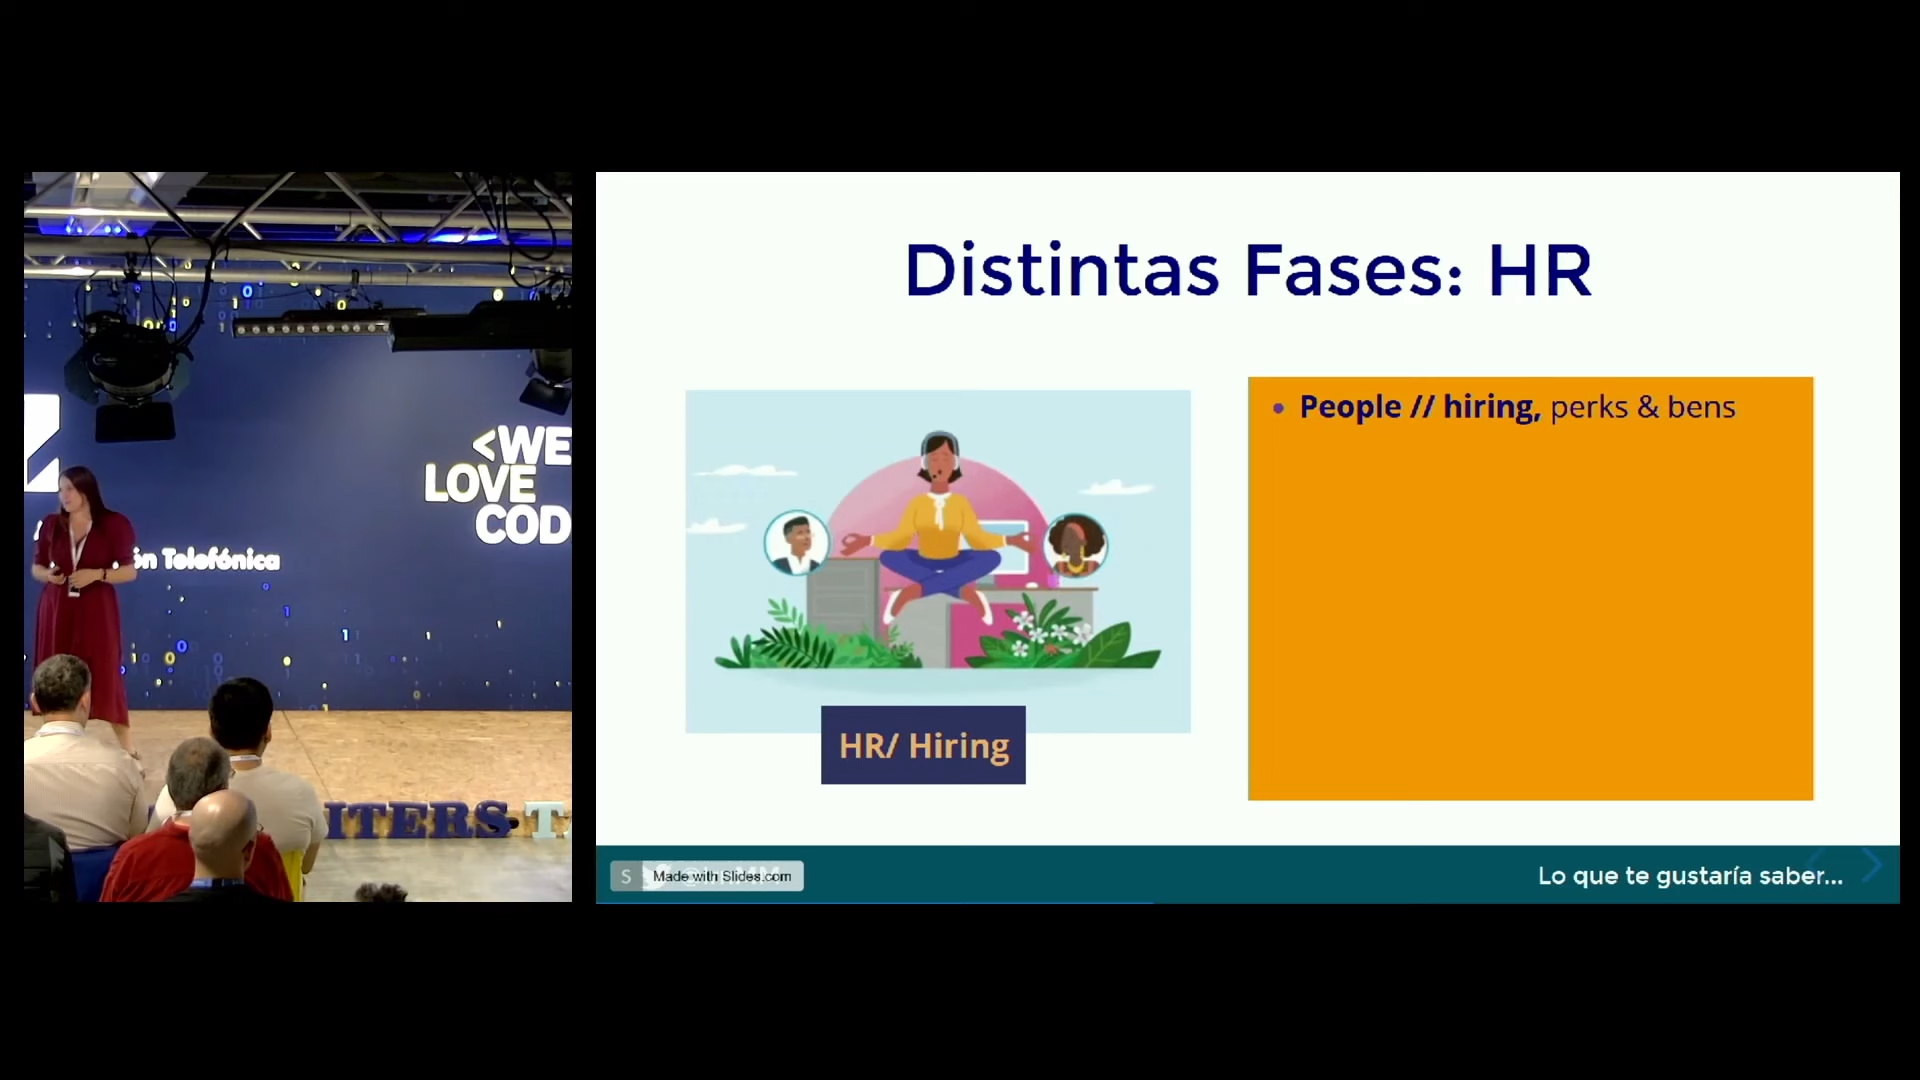 <WE
LOVE
COD
ón Telefónica
ITERS
Distintas Fases: HR
People // hiring, perks & bens
HR/ Hiring
S Made with Slides.com
Lo que te gustaría saber...